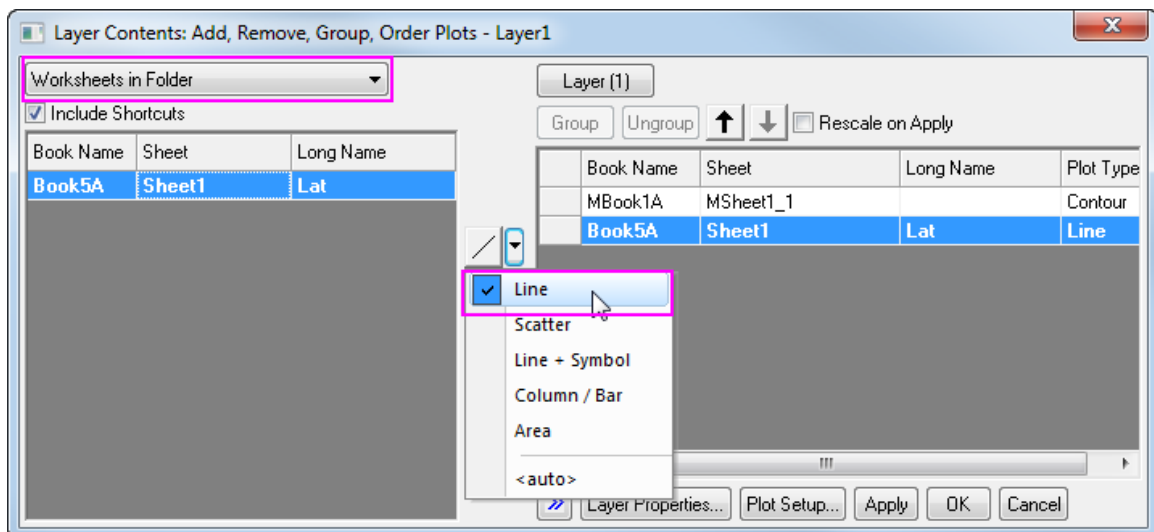 Layer Contents: Add, Remove, Group, Order Plots - Layer1
Worksheets in Folder
Include Shortcuts
Book Name Sheet Long Name
Book5A Sheet1 Lat
Layer (1)
Group Ungroup Rescale on Apply
Book Name Sheet Long Name Plot Type
MBook1A MSheet1_1 Contour
Book5A Sheet1 Lat Line
Line
Scatter
Line + Symbol
Column / Bar
Area
<auto>
Layer Properties... Plot Setup... Apply OK Cancel